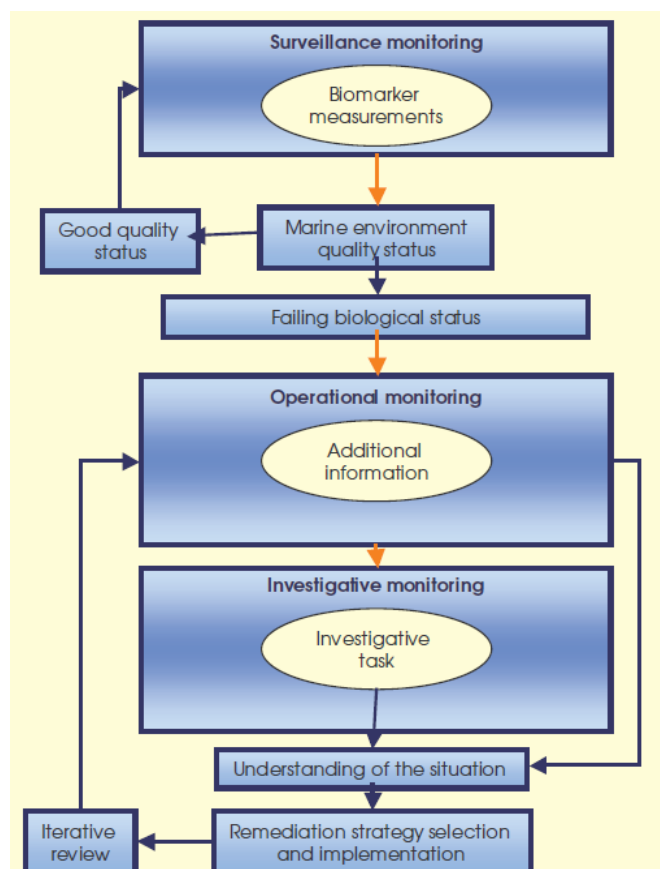 Surveillance monitoring
Biomarker
measurements
Good quality
status
Marine environment
quality status
Failing biological status
Operational monitoring
Additional
information
Investigative monitoring
Investigative
task
Understanding of the situation
Iterative
review
Remediation strategy selection
and implementation